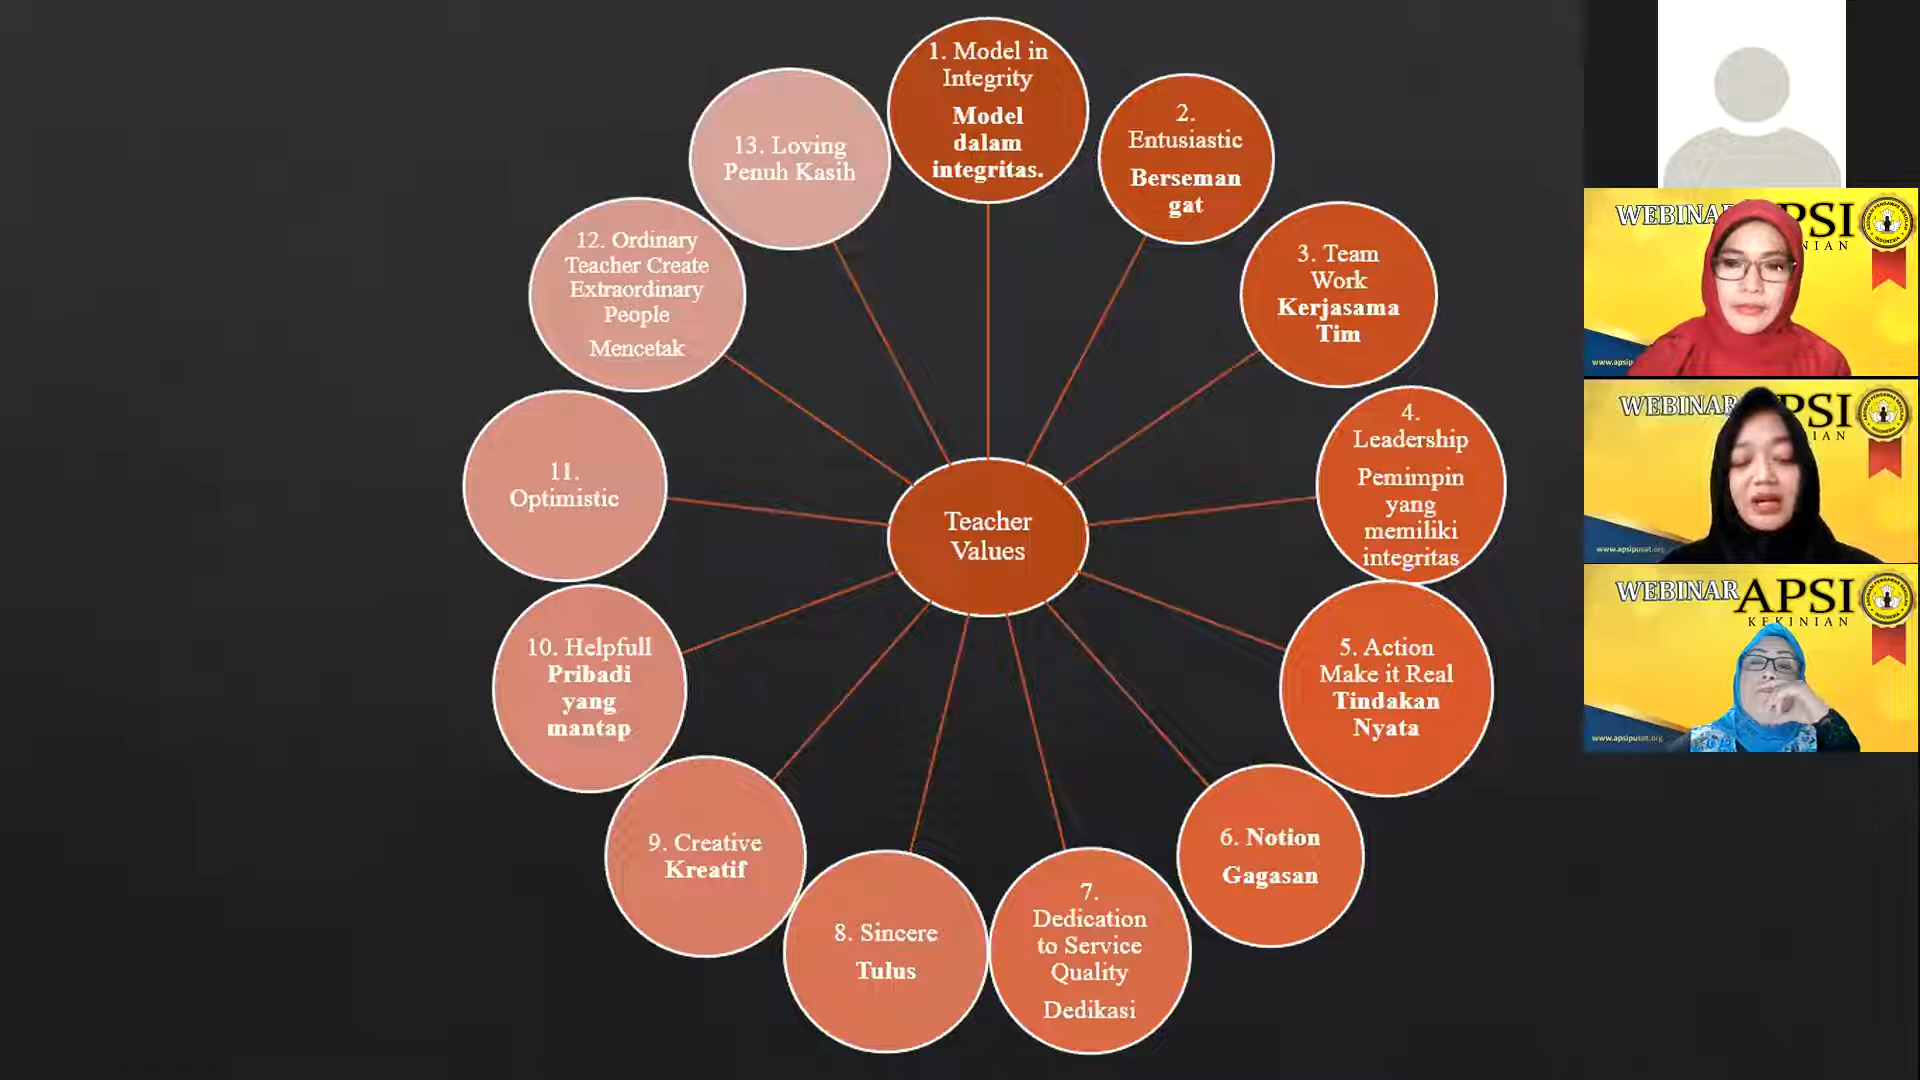 1. Model in
Integrity
Model
dalam
integritas.
2.
Entusiastic
Berseman
gat
3. Team
Work
Kerjasama
Tim
4.
Leadership
Pemimpin
yang
memiliki
integritas
5. Action
Make it Real
Tindakan
Nyata
6. Notion
Gagasan
7.
Dedication
to Service
Quality
Dedikasi
8. Sincere
Tulus
9. Creative
Kreatif
10. Helpfull
Pribadi
yang
mantap
11.
Optimistic
12. Ordinary
Teacher Create
Extraordinary
People
Mencetak
13. Loving
Penuh Kasih
Teacher
Values
WEBINAR PSI
NIAN
www.apsip
WEBINAR PSI
IAN
www.apsipusat.org
WEBINAR APSI
KEKINIAN
www.apsipusat.org